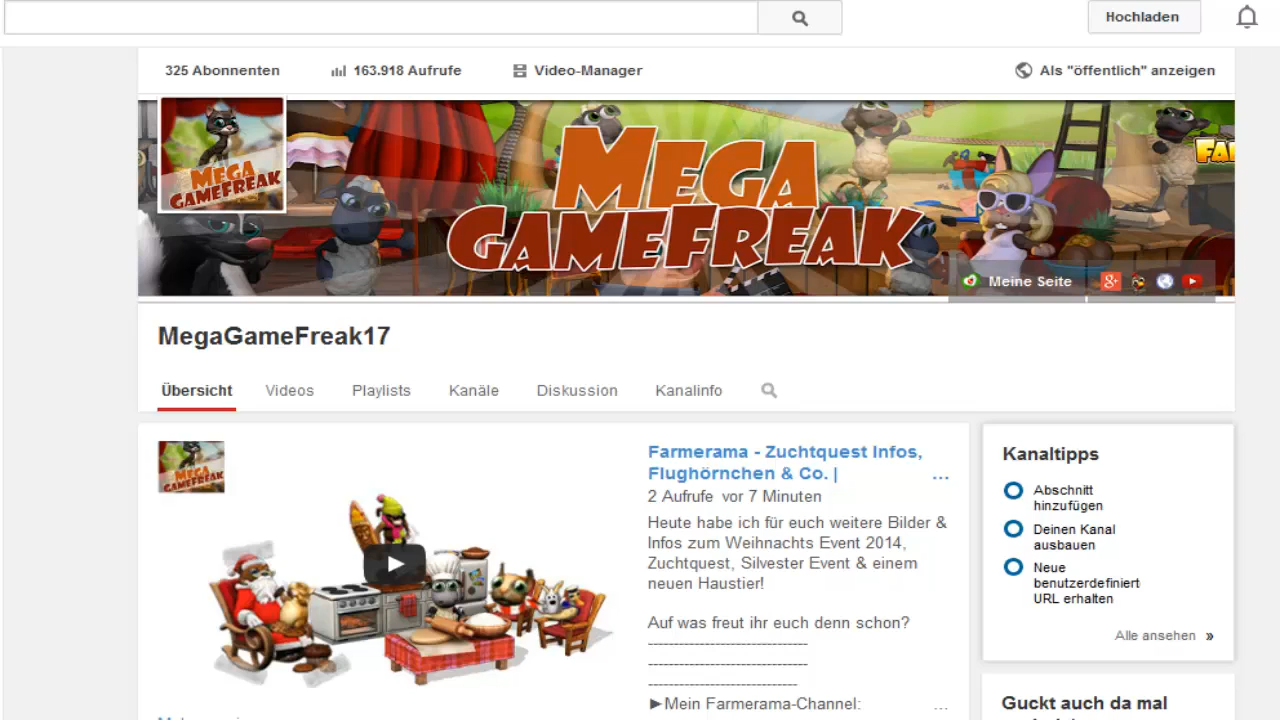 Hochladen
325 Abonnenten
163.918 Aufrufe
Video-Manager
Als "öffentlich" anzeigen
MEGA
GAMEFREAK
MEGA
GAMEFREAK
FA
Meine Seite
MegaGameFreak17
Übersicht
Videos
Playlists
Kanäle
Diskussion
Kanalinfo
MEGA
GAMEFREAK
Farmerama - Zuchtquest Infos,
Flughörnchen & Co. | ...
2 Aufrufe vor 7 Minuten
Heute habe ich für euch weitere Bilder &
Infos zum Weihnachts Event 2014,
Zuchtquest, Silvester Event & einem
neuen Haustier!
Auf was freut ihr euch denn schon?
------------------------------
------------------------------
----------------------------
►Mein Farmerama-Channel: ...
Kanaltipps
Abschnitt
hinzufügen
Deinen Kanal
ausbauen
Neue
benutzerdefiniert
URL erhalten
Alle ansehen »
Guckt auch da mal